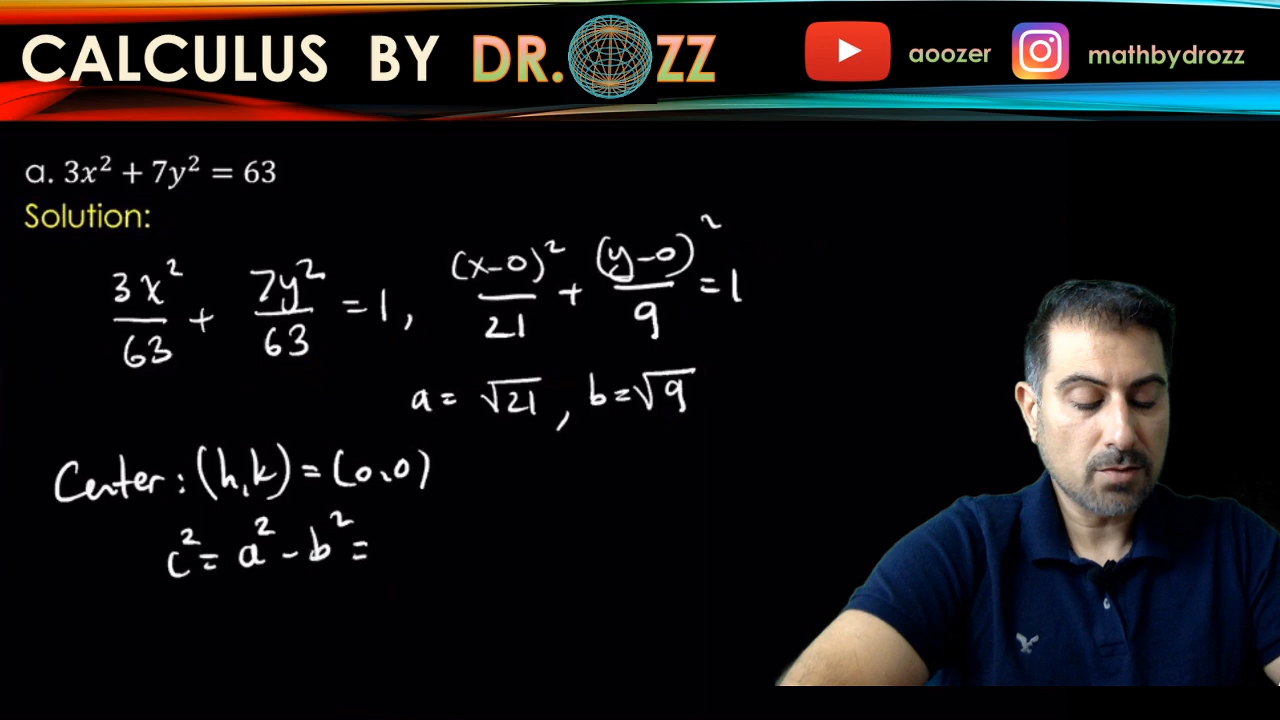 CALCULUS BY DR. OZZ
aoozer mathbydrozz
a. 3x² + 7y² = 63
Solution:
3x²/63 + 7y²/63 = 1, (x-0)²/21 + (y-0)²/9 = 1
a = √21, b = √9
Center: (h,k) = (0,0)
c² = a² - b² =